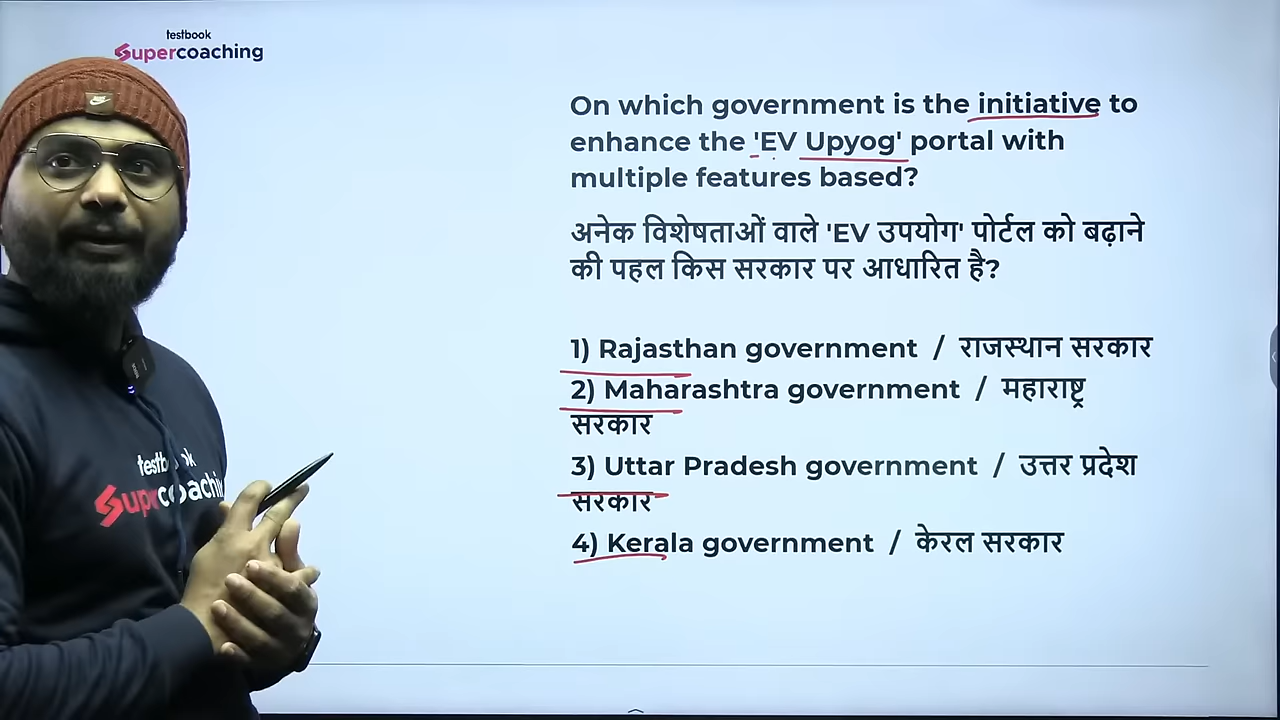 testbook
Supercoaching
On which government is the initiative to
enhance the 'EV Upyog' portal with
multiple features based?
अनेक विशेषताओं वाले 'EV उपयोग' पोर्टल को बढ़ाने
की पहल किस सरकार पर आधारित है?
1) Rajasthan government / राजस्थान सरकार
2) Maharashtra government / महाराष्ट्र
सरकार
3) Uttar Pradesh government / उत्तर प्रदेश
सरकार
4) Kerala government / केरल सरकार